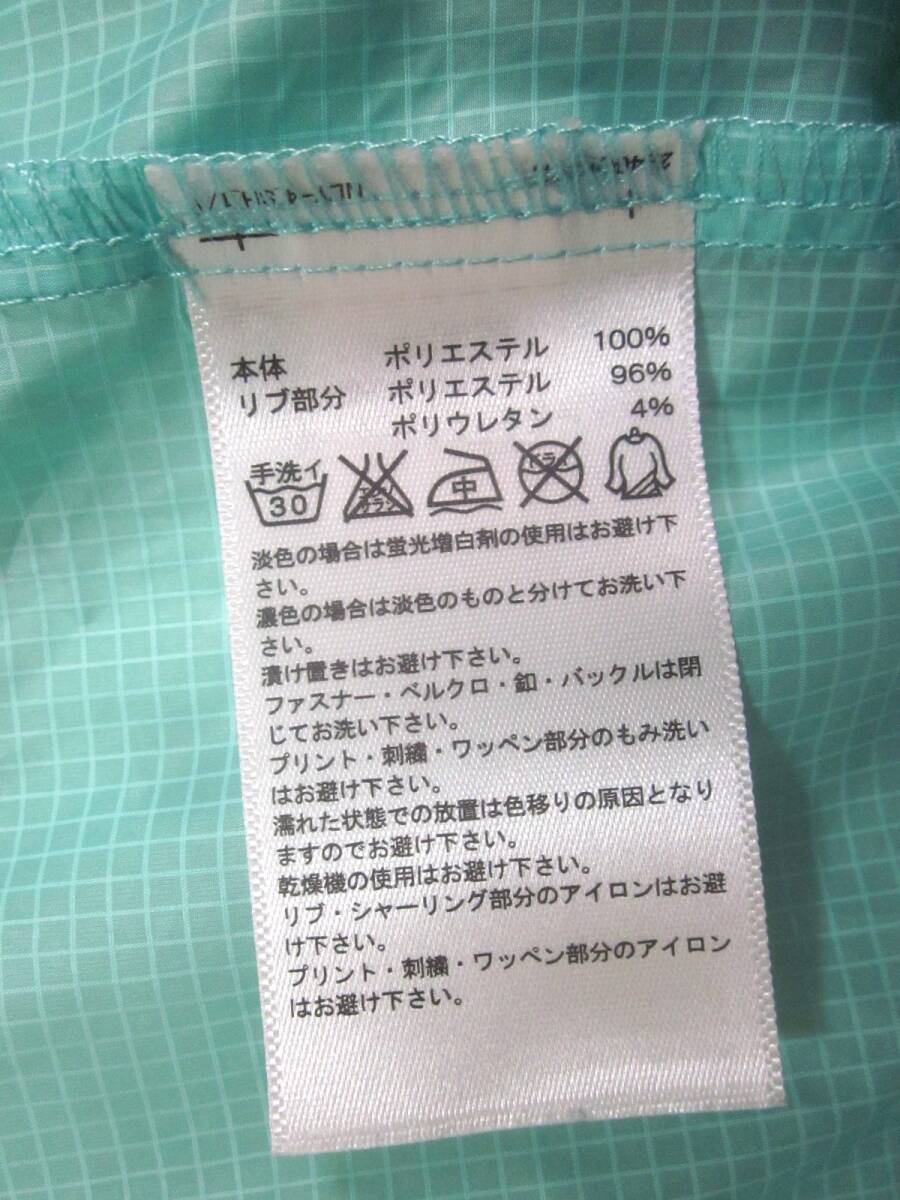 本体 ポリエステル 100%
リブ部分 ポリエステル 96%
ポリウレタン 4%
手洗イ
30
エンソ サラシ 中 ドライ
淡色の場合は蛍光増白剤の使用はお避け下
さい。
濃色の場合は淡色のものと分けてお洗い下
さい。
漬け置きはお避け下さい。
ファスナー・ベルクロ・釦・バックルは閉
じてお洗い下さい。
プリント・刺繍・ワッペン部分のもみ洗い
はお避け下さい。
濡れた状態での放置は色移りの原因となり
ますのでお避け下さい。
乾燥機の使用はお避け下さい。
リブ・シャーリング部分のアイロンはお避
け下さい。
プリント・刺繍・ワッペン部分のアイロン
はお避け下さい。